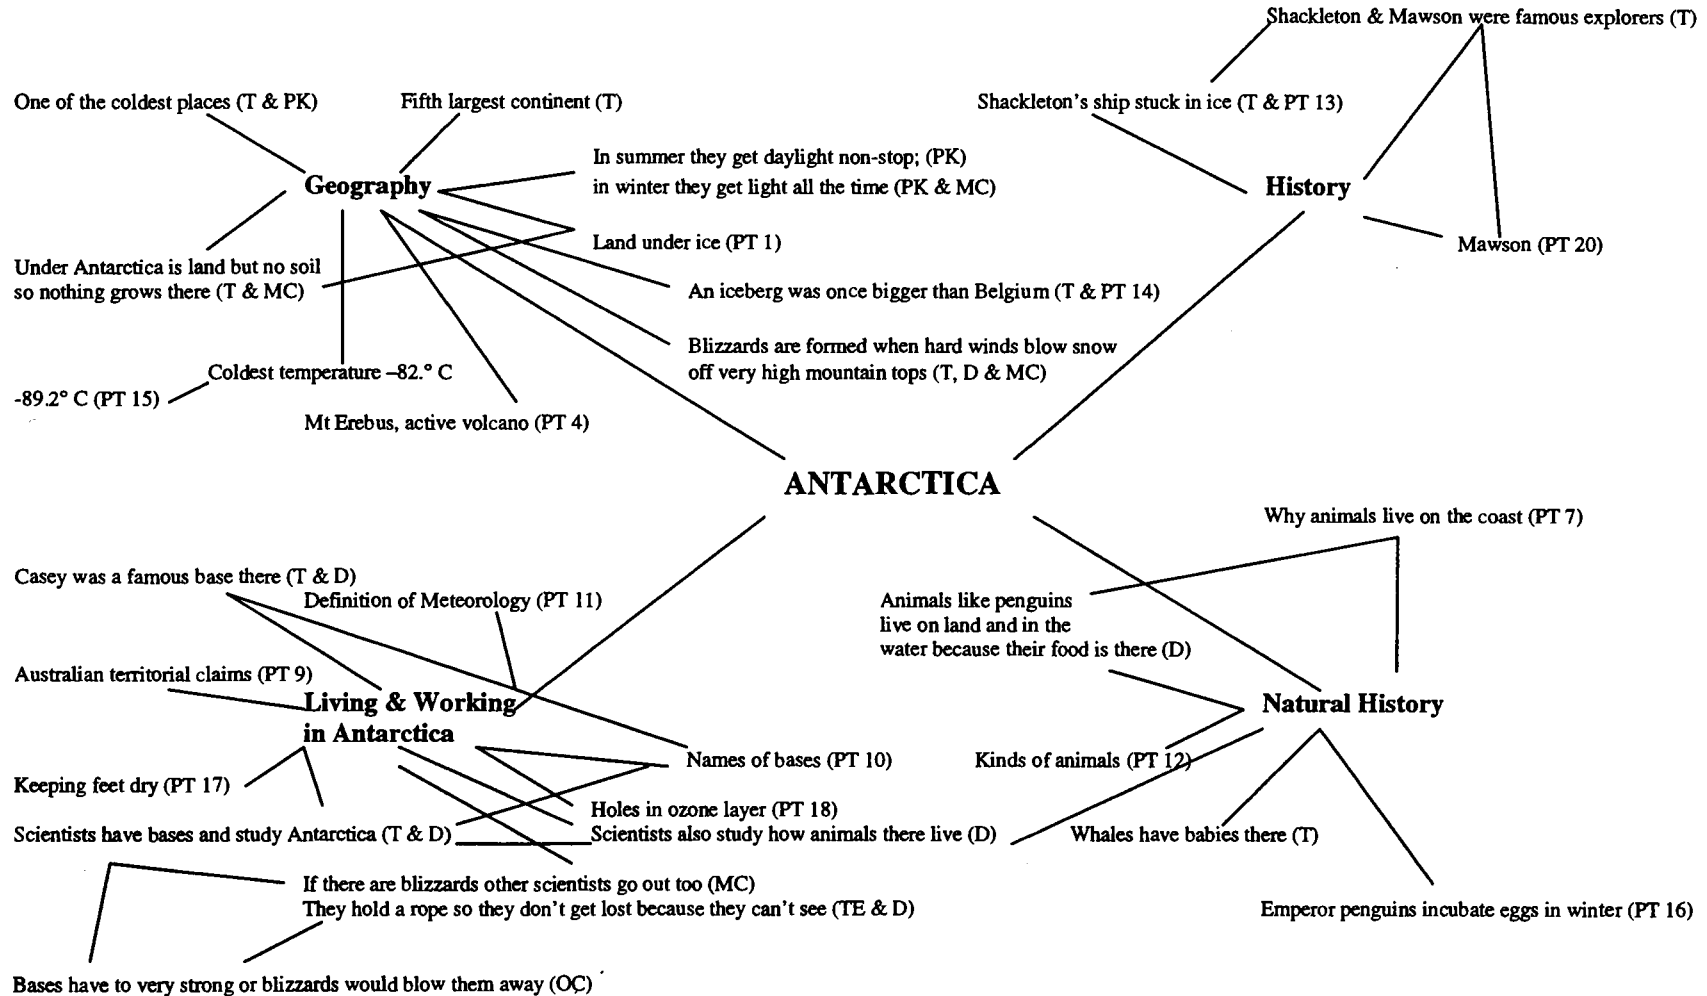 Shackleton & Mawson were famous explorers (T)
One of the coldest places (T & PK)
Fifth largest continent (T)
Shackleton's ship stuck in ice (T & PT 13)
In summer they get daylight non-stop; (PK)
in winter they get light all the time (PK & MC)
Geography
History
Land under ice (PT 1)
Mawson (PT 20)
Under Antarctica is land but no soil
so nothing grows there (T & MC)
An iceberg was once bigger than Belgium (T & PT 14)
Blizzards are formed when hard winds blow snow
off very high mountain tops (T, D & MC)
Coldest temperature –82.° C
-89.2° C (PT 15)
Mt Erebus, active volcano (PT 4)
ANTARCTICA
Why animals live on the coast (PT 7)
Casey was a famous base there (T & D)
Definition of Meteorology (PT 11)
Animals like penguins
live on land and in the
water because their food is there (D)
Australian territorial claims (PT 9)
Living & Working
in Antarctica
Natural History
Names of bases (PT 10)
Kinds of animals (PT 12)
Keeping feet dry (PT 17)
Holes in ozone layer (PT 18)
Scientists have bases and study Antarctica (T & D)
Scientists also study how animals there live (D)
Whales have babies there (T)
If there are blizzards other scientists go out too (MC)
They hold a rope so they don't get lost because they can't see (TE & D)
Emperor penguins incubate eggs in winter (PT 16)
Bases have to very strong or blizzards would blow them away (OC)